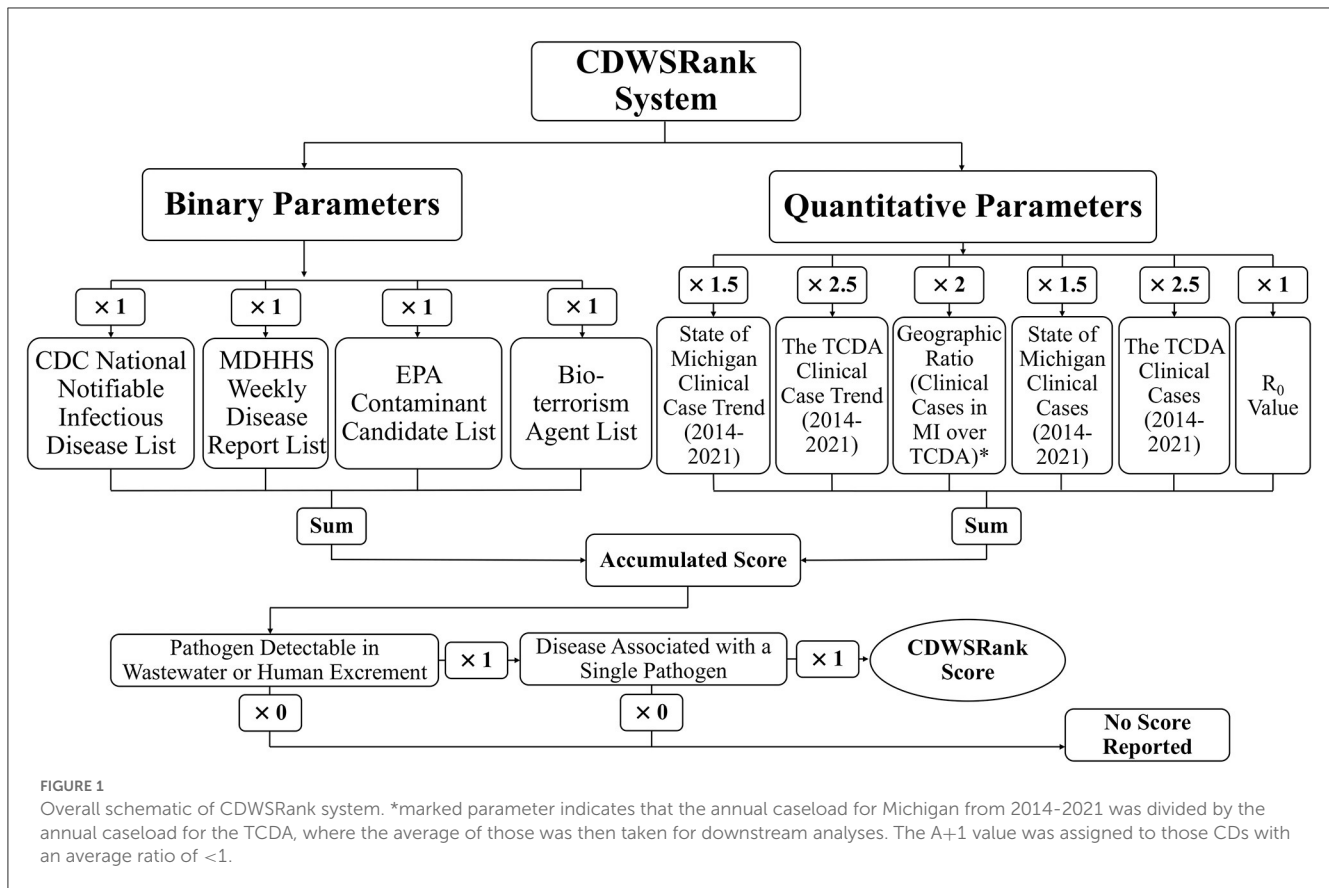 CDWSRank
System
Binary Parameters
Quantitative Parameters
× 1
× 1
× 1
× 1
× 1.5
× 2.5
× 2
× 1.5
× 2.5
× 1
CDC National
Notifiable
Infectious
Disease List
MDHHS
Weekly
Disease
Report List
EPA
Contaminant
Candidate List
Bio-
terrorism
Agent List
State of
Michigan
Clinical
Case Trend
(2014-
2021)
The TCDA
Clinical
Case Trend
(2014-
2021)
Geographic
Ratio
(Clinical
Cases in
MI over
TCDA)*
State of
Michigan
Clinical
Cases
(2014-
2021)
The TCDA
Clinical
Cases
(2014-
2021)
R₀
Value
Sum
Sum
Accumulated Score
Pathogen Detectable in
Wastewater or Human Excrement
× 1
Disease Associated with a
Single Pathogen
× 1
CDWSRank
Score
× 0
× 0
No Score
Reported
FIGURE 1
Overall schematic of CDWSRank system. *marked parameter indicates that the annual caseload for Michigan from 2014-2021 was divided by the
annual caseload for the TCDA, where the average of those was then taken for downstream analyses. The A+1 value was assigned to those CDs with
an average ratio of <1.